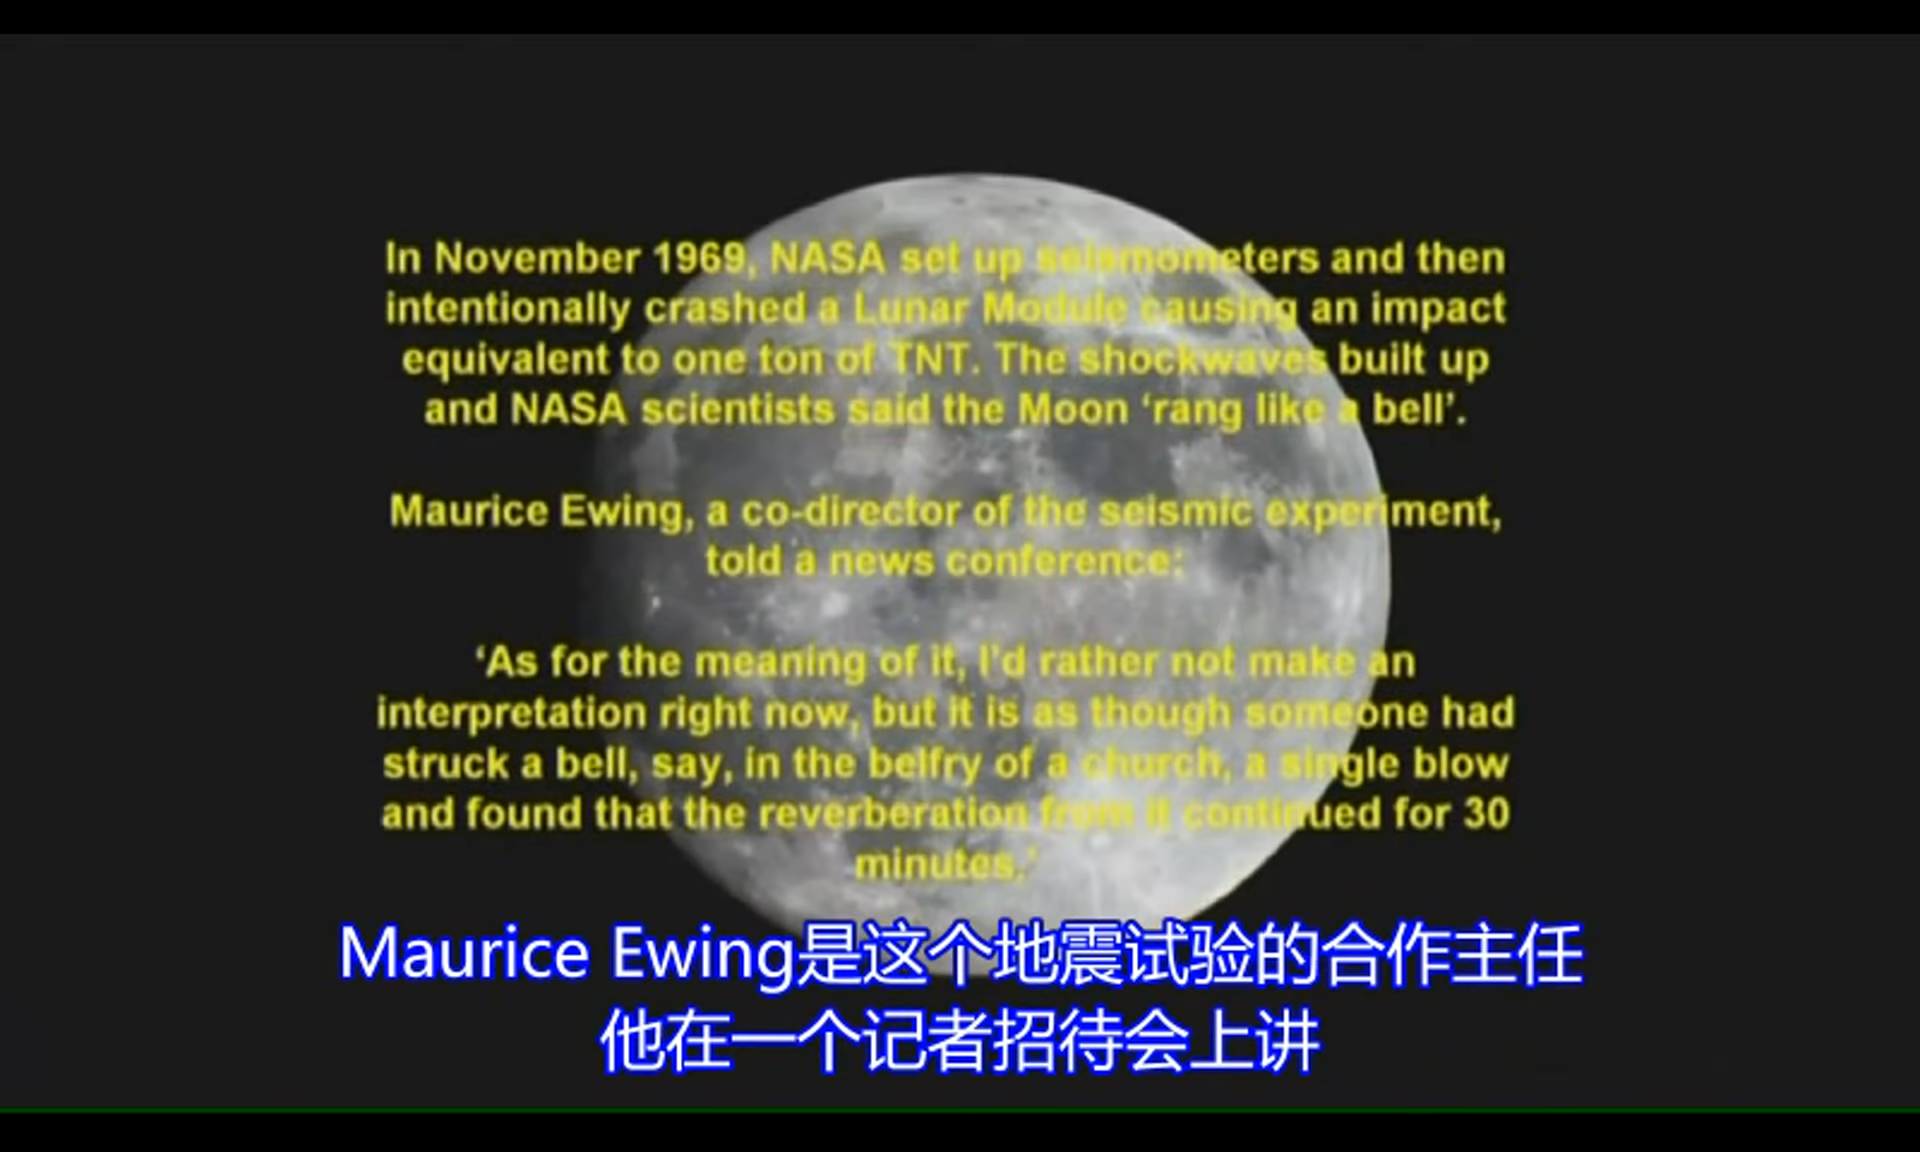 In November 1969, NASA set up seismometers and then
intentionally crashed a Lunar Module causing an impact
equivalent to one ton of TNT. The shockwaves built up
and NASA scientists said the Moon ‘rang like a bell’.
Maurice Ewing, a co-director of the seismic experiment,
told a news conference:
‘As for the meaning of it, I’d rather not make an
interpretation right now, but it is as though someone had
struck a bell, say, in the belfry of a church, a single blow
and found that the reverberation from it continued for 30
minutes.’
Maurice Ewing是这个地震试验的合作主任
他在一个记者招待会上讲